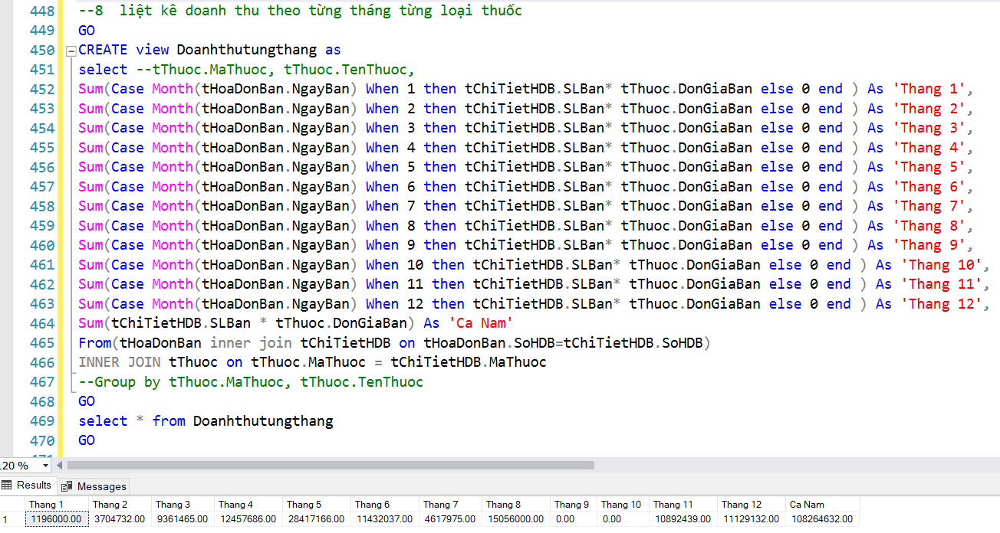 448 --8  liệt kê doanh thu theo từng tháng từng loại thuốc
449 GO
450 CREATE view Doanhthutungthang as
451 select --tThuoc.MaThuoc, tThuoc.TenThuoc,
452 Sum(Case Month(tHoaDonBan.NgayBan) When 1 then tChiTietHDB.SLBan* tThuoc.DonGiaBan else 0 end ) As 'Thang 1',
453 Sum(Case Month(tHoaDonBan.NgayBan) When 2 then tChiTietHDB.SLBan* tThuoc.DonGiaBan else 0 end ) As 'Thang 2',
454 Sum(Case Month(tHoaDonBan.NgayBan) When 3 then tChiTietHDB.SLBan* tThuoc.DonGiaBan else 0 end ) As 'Thang 3',
455 Sum(Case Month(tHoaDonBan.NgayBan) When 4 then tChiTietHDB.SLBan* tThuoc.DonGiaBan else 0 end ) As 'Thang 4',
456 Sum(Case Month(tHoaDonBan.NgayBan) When 5 then tChiTietHDB.SLBan* tThuoc.DonGiaBan else 0 end ) As 'Thang 5',
457 Sum(Case Month(tHoaDonBan.NgayBan) When 6 then tChiTietHDB.SLBan* tThuoc.DonGiaBan else 0 end ) As 'Thang 6',
458 Sum(Case Month(tHoaDonBan.NgayBan) When 7 then tChiTietHDB.SLBan* tThuoc.DonGiaBan else 0 end ) As 'Thang 7',
459 Sum(Case Month(tHoaDonBan.NgayBan) When 8 then tChiTietHDB.SLBan* tThuoc.DonGiaBan else 0 end ) As 'Thang 8',
460 Sum(Case Month(tHoaDonBan.NgayBan) When 9 then tChiTietHDB.SLBan* tThuoc.DonGiaBan else 0 end ) As 'Thang 9',
461 Sum(Case Month(tHoaDonBan.NgayBan) When 10 then tChiTietHDB.SLBan* tThuoc.DonGiaBan else 0 end ) As 'Thang 10',
462 Sum(Case Month(tHoaDonBan.NgayBan) When 11 then tChiTietHDB.SLBan* tThuoc.DonGiaBan else 0 end ) As 'Thang 11',
463 Sum(Case Month(tHoaDonBan.NgayBan) When 12 then tChiTietHDB.SLBan* tThuoc.DonGiaBan else 0 end ) As 'Thang 12',
464 Sum(tChiTietHDB.SLBan * tThuoc.DonGiaBan) As 'Ca Nam'
465 From(tHoaDonBan inner join tChiTietHDB on tHoaDonBan.SoHDB=tChiTietHDB.SoHDB)
466 INNER JOIN tThuoc on tThuoc.MaThuoc = tChiTietHDB.MaThuoc
467 --Group by tThuoc.MaThuoc, tThuoc.TenThuoc
468 GO
469 select * from Doanhthutungthang
470 GO
20 %
Results Messages
Thang 1 Thang 2 Thang 3 Thang 4 Thang 5 Thang 6 Thang 7 Thang 8 Thang 9 Thang 10 Thang 11 Thang 12 Ca Nam
1 1196000.00 3704732.00 9361465.00 12457686.00 28417166.00 11432037.00 4617975.00 15056000.00 0.00 0.00 10892439.00 11129132.00 108264632.00